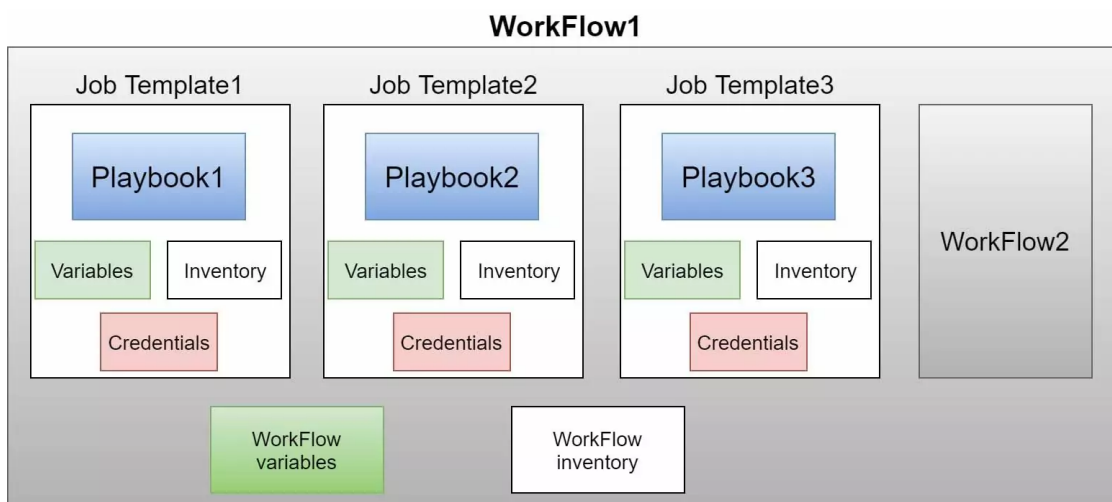 WorkFlow1
Job Template1
Job Template2
Job Template3
Playbook1
Playbook2
Playbook3
WorkFlow2
Variables
Inventory
Variables
Inventory
Variables
Inventory
Credentials
Credentials
Credentials
WorkFlow
variables
WorkFlow
inventory